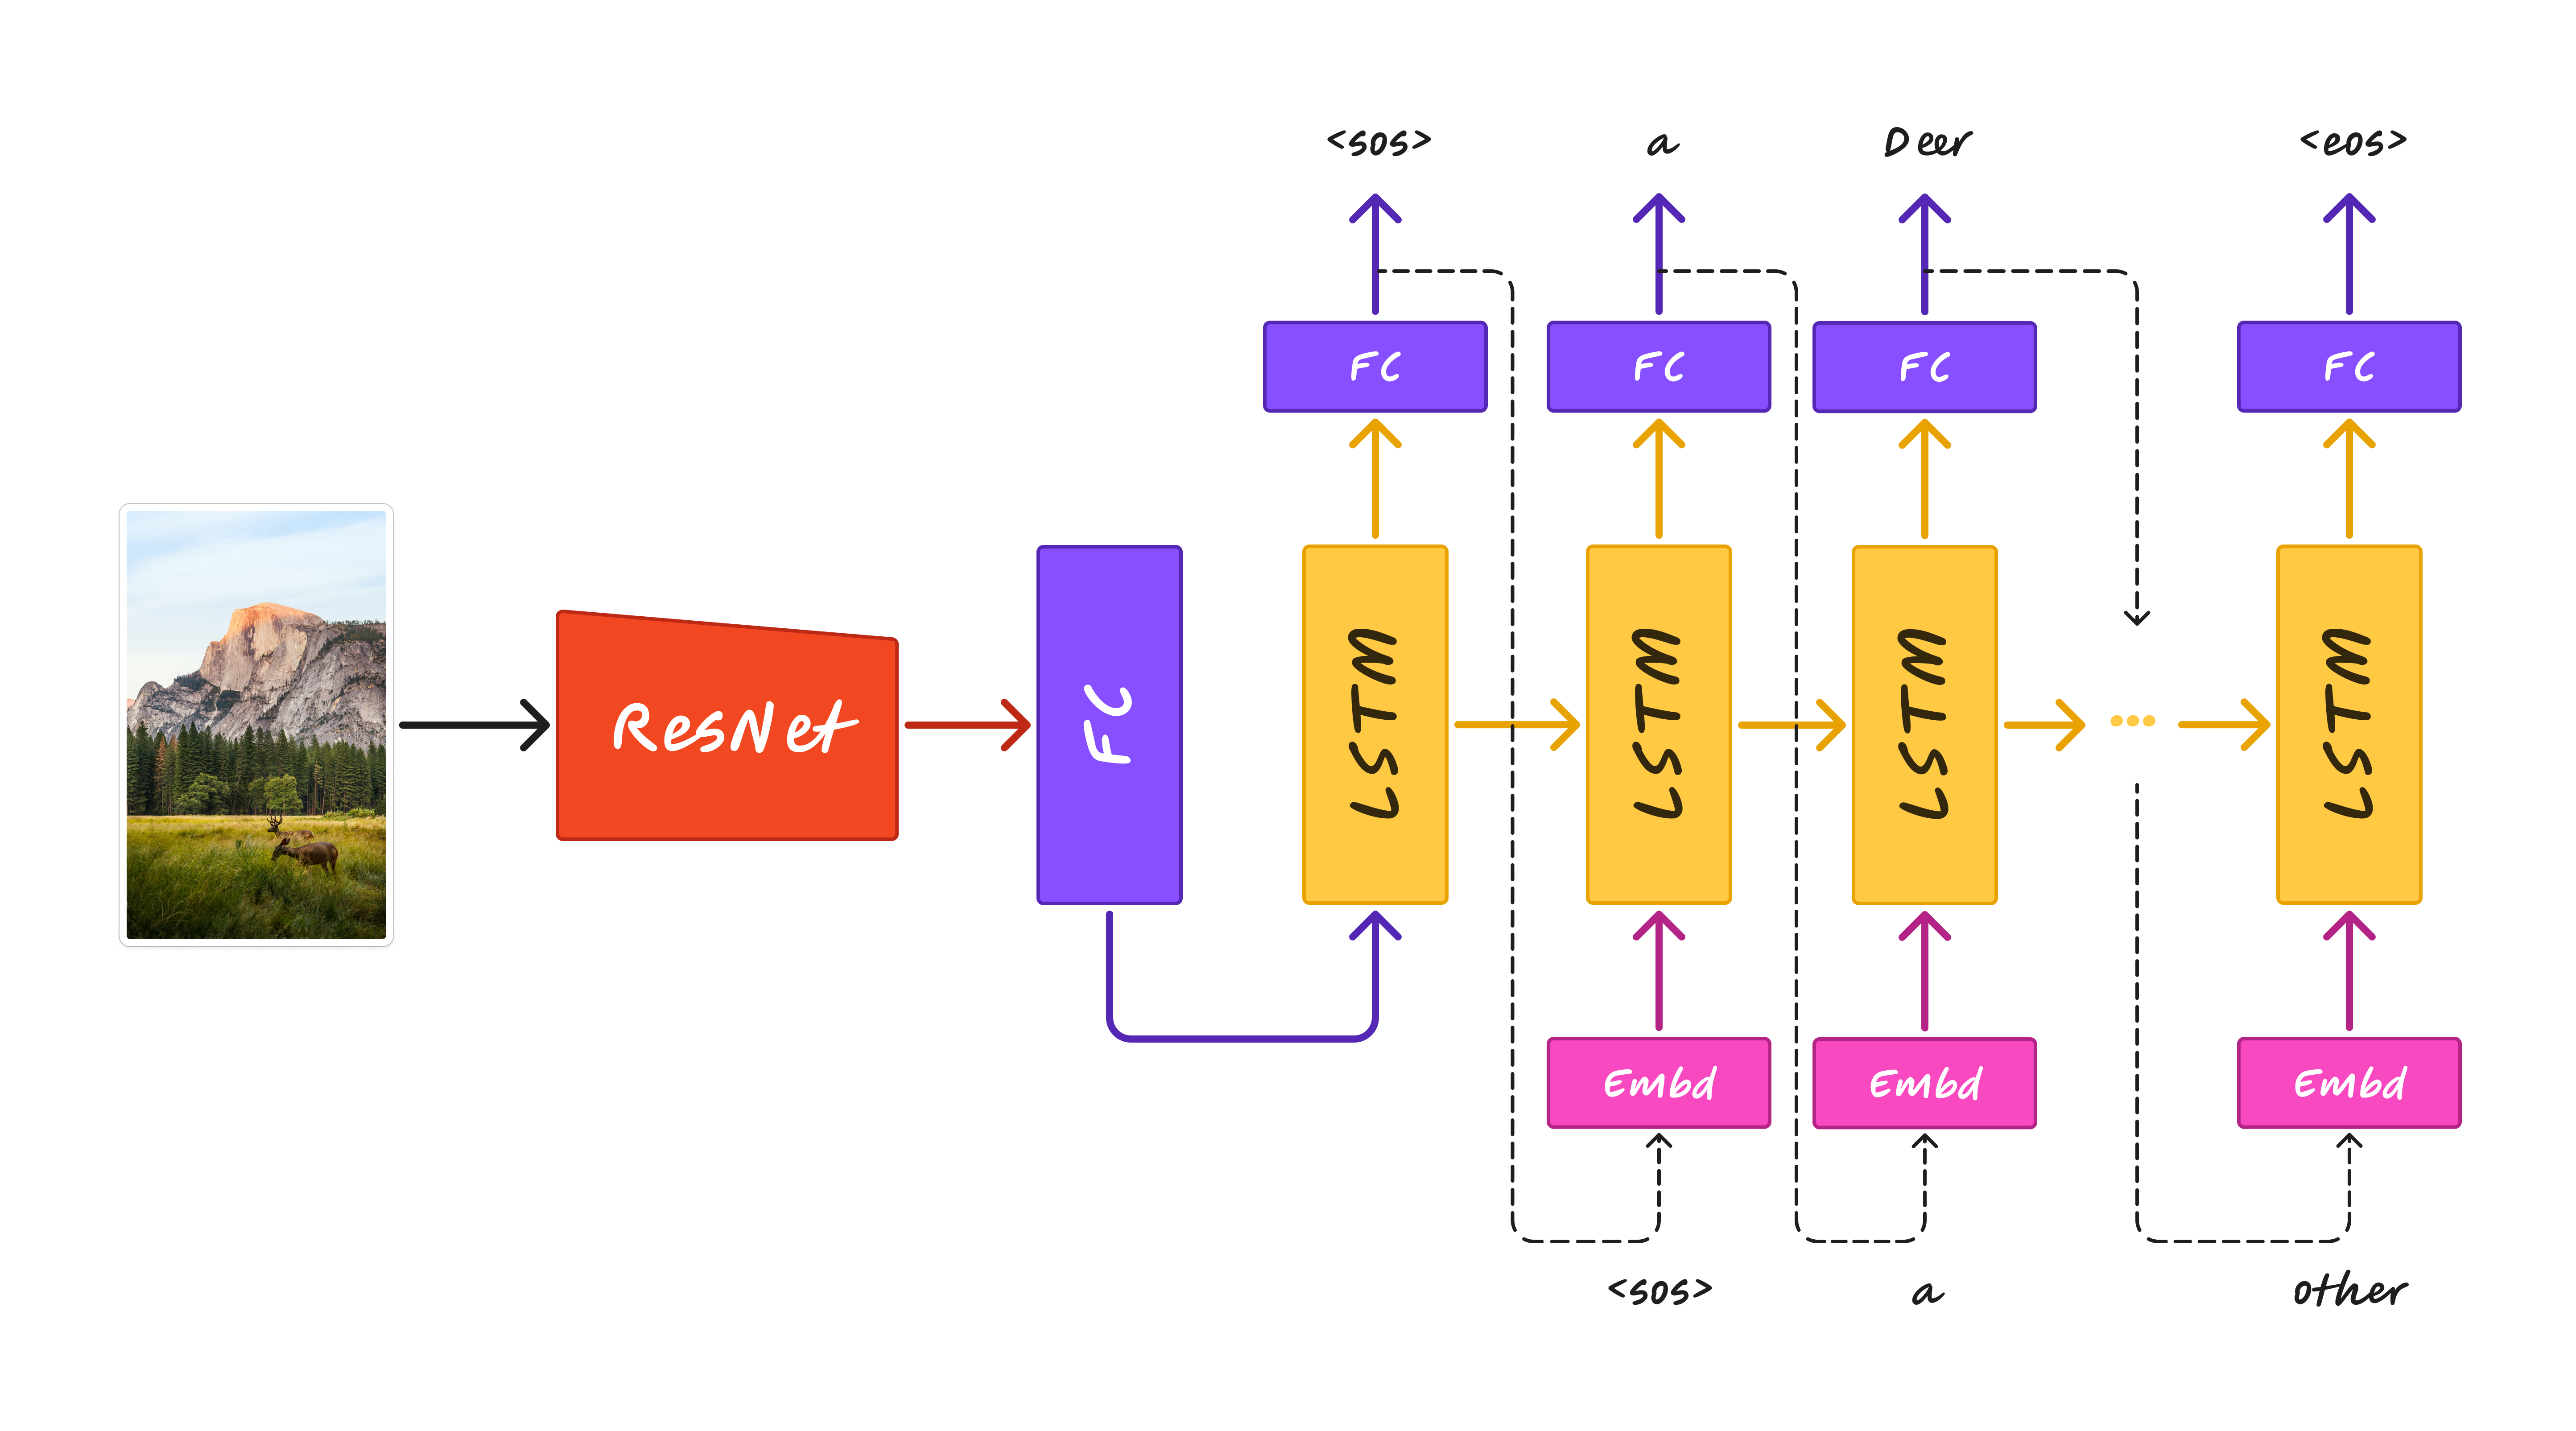 <sos>
a
Deer
<eos>
FC
FC
FC
FC
ResNet
FC
LSTM
LSTM
LSTM
...
LSTM
Embd
Embd
Embd
<sos>
a
other